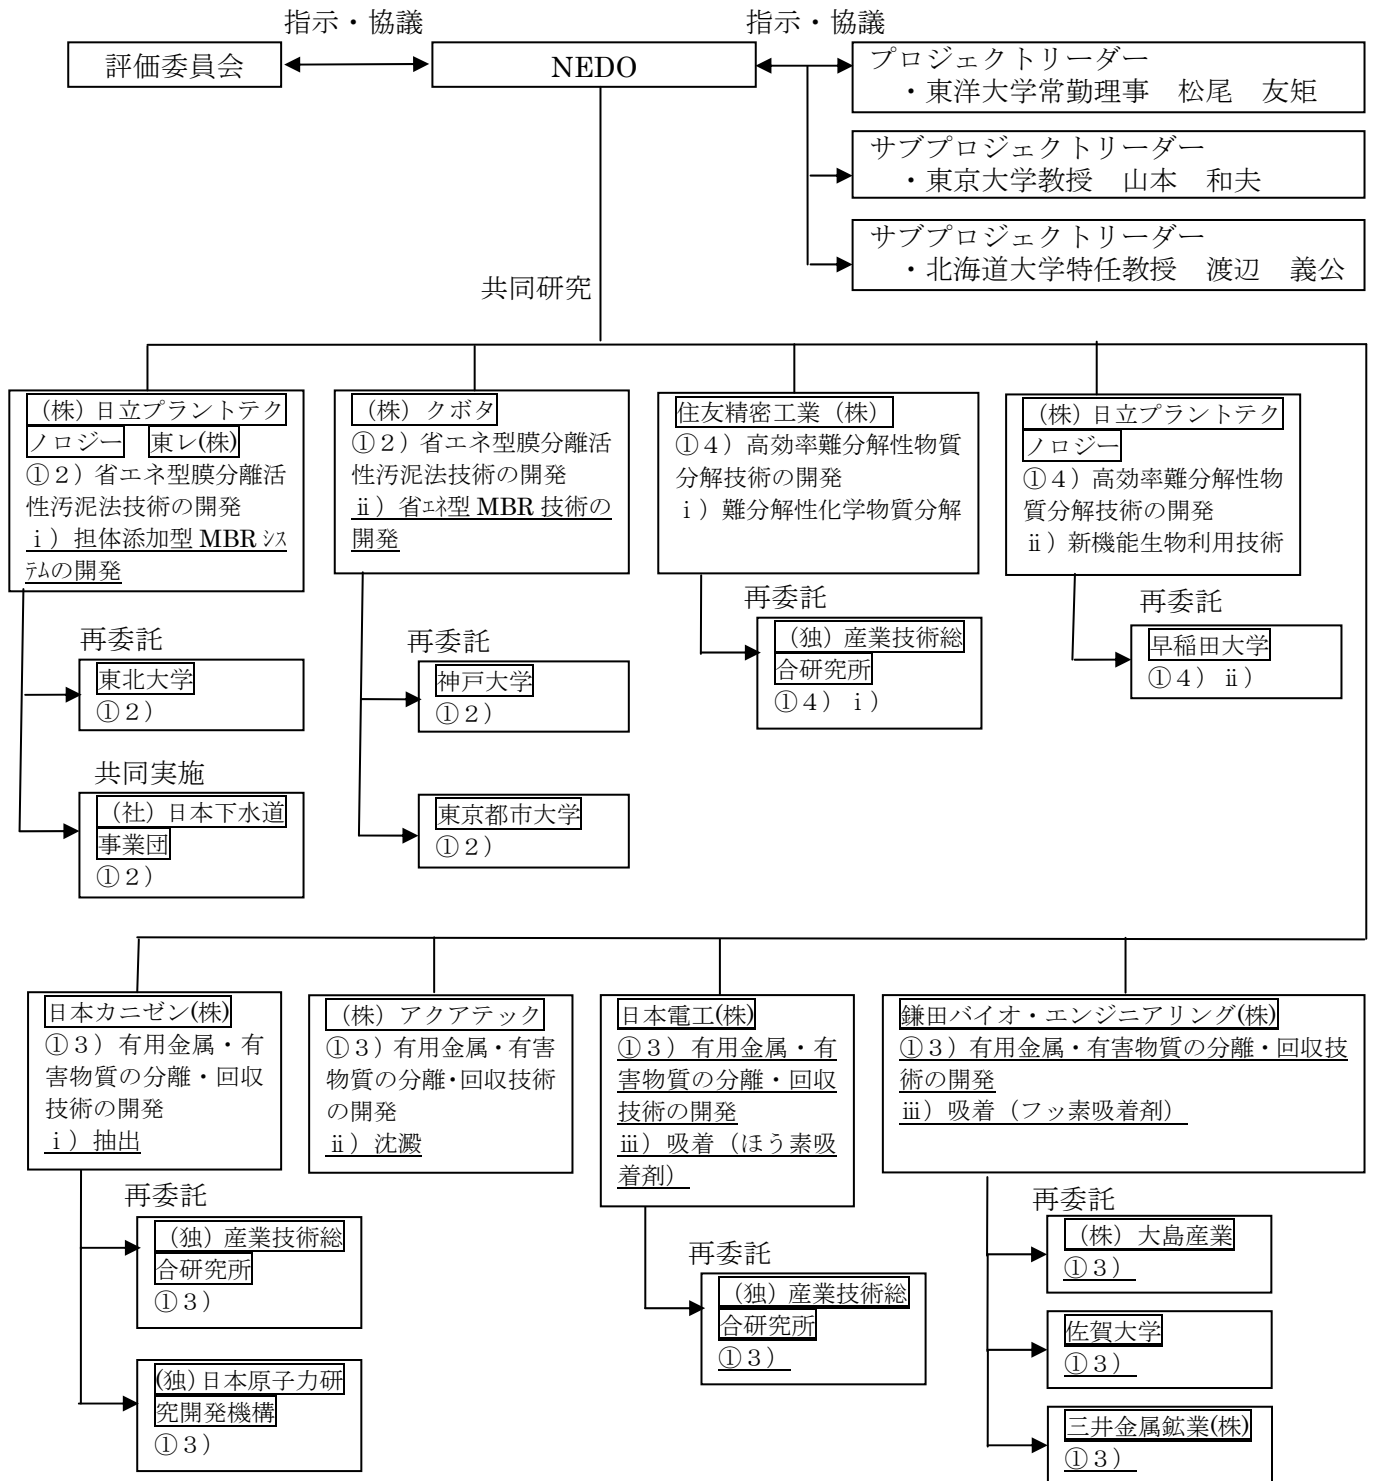 指示・協議
指示・協議
評価委員会
NEDO
プロジェクトリーダー
・東洋大学常勤理事　松尾　友矩
サブプロジェクトリーダー
・東京大学教授　山本　和夫
サブプロジェクトリーダー
・北海道大学特任教授　渡辺　義公
共同研究
（株）日立プラントテク
ノロジー　東レ(株)
①２）省エネ型膜分離活
性汚泥法技術の開発
ⅰ）担体添加型 MBR ｼｽ
ﾃﾑの開発
再委託
東北大学
①２）
共同実施
（社）日本下水道
事業団
①２）
（株）クボタ
①２）省エネ型膜分離活
性汚泥法技術の開発
ⅱ）省ｴﾈ型 MBR 技術の
開発
再委託
神戸大学
①２）
東京都市大学
①２）
住友精密工業（株）
①４）高効率難分解性物質
分解技術の開発
ⅰ）難分解性化学物質分解
再委託
（独）産業技術総
合研究所
①４）ⅰ）
（株）日立プラントテク
ノロジー
①４）高効率難分解性物
質分解技術の開発
ⅱ）新機能生物利用技術
再委託
早稲田大学
①４）ⅱ）
日本カニゼン(株)
①３）有用金属・有
害物質の分離・回収
技術の開発
ⅰ）抽出
再委託
（独）産業技術総
合研究所
①３）
(独)日本原子力研
究開発機構
①３）
（株）アクアテック
①３）有用金属・有害
物質の分離・回収技術
の開発
ⅱ）沈澱
日本電工(株)
①３）有用金属・有
害物質の分離・回収
技術の開発
ⅲ）吸着（ほう素吸
着剤）
再委託
（独）産業技術総
合研究所
①３）
鎌田バイオ・エンジニアリング(株)
①３）有用金属・有害物質の分離・回収技
術の開発
ⅲ）吸着（フッ素吸着剤）
再委託
（株）大島産業
①３）
佐賀大学
①３）
三井金属鉱業(株)
①３）